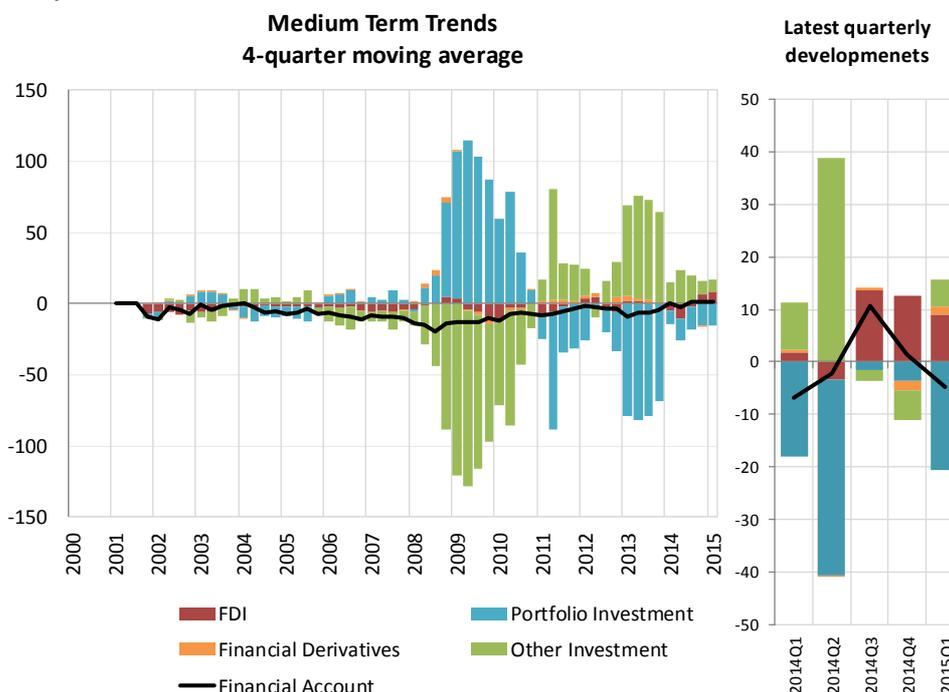 Medium Term Trends
4-quarter moving average
Latest quarterly
developmenets
150
100
50
0
-50
-100
-150
2000
2001
2002
2003
2004
2005
2006
2007
2008
2009
2010
2011
2012
2013
2014
2015
50
40
30
20
10
0
-10
-20
-30
-40
-50
2014Q1
2014Q2
2014Q3
2014Q4
2015Q1
FDI
Portfolio Investment
Financial Derivatives
Other Investment
Financial Account